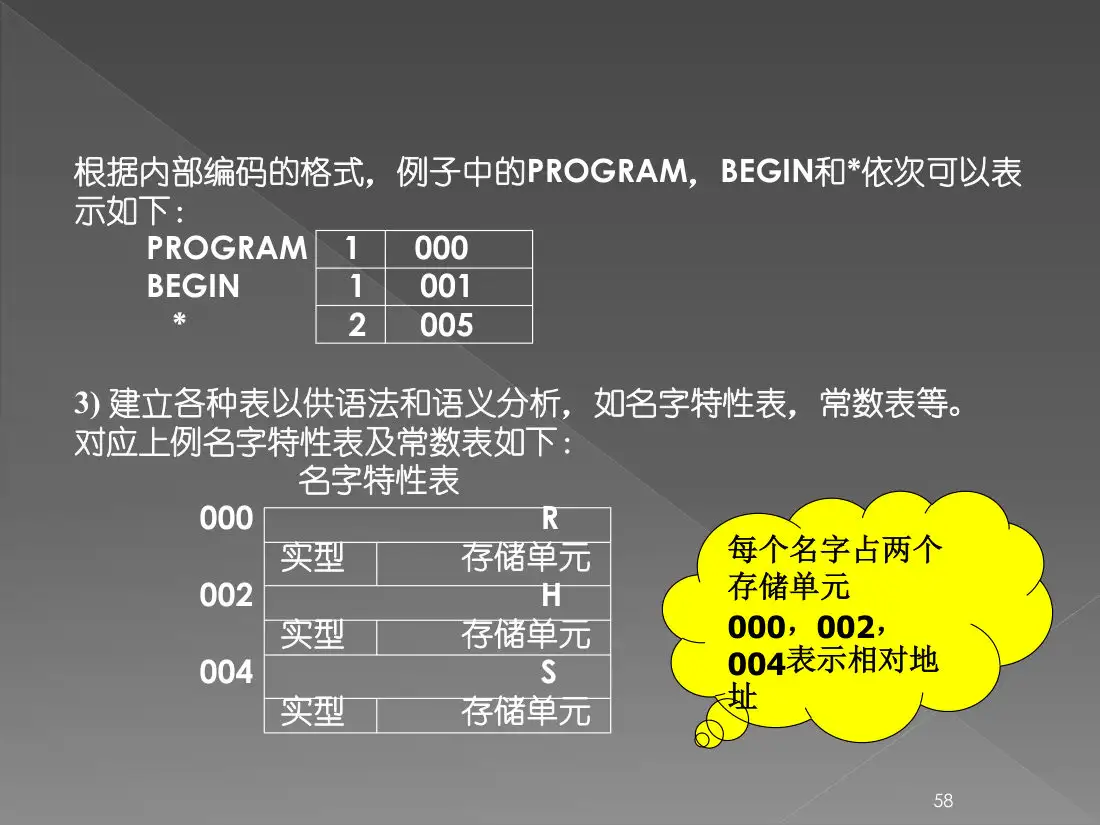 根据内部编码的格式，例子中的PROGRAM，BEGIN和*依次可以表
示如下：
PROGRAM 1 000
BEGIN 1 001
* 2 005
3) 建立各种表以供语法和语义分析，如名字特性表，常数表等。
对应上例名字特性表及常数表如下：
名字特性表
000 R
实型 存储单元
002 H
实型 存储单元
004 S
实型 存储单元
每个名字占两个
存储单元
000，002，
004表示相对地
址
58